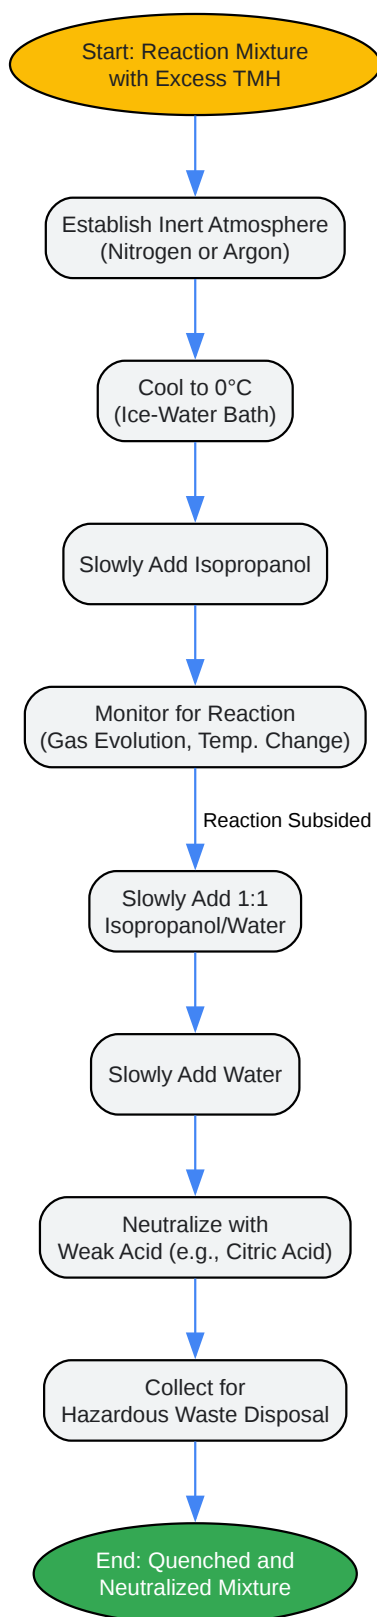 Start: Reaction Mixture
with Excess TMH
Establish Inert Atmosphere
(Nitrogen or Argon)
Cool to 0°C
(Ice-Water Bath)
Slowly Add Isopropanol
Monitor for Reaction
(Gas Evolution, Temp. Change)
Reaction Subsided
Slowly Add 1:1
Isopropanol/Water
Slowly Add Water
Neutralize with
Weak Acid (e.g., Citric Acid)
Collect for
Hazardous Waste Disposal
End: Quenched and
Neutralized Mixture